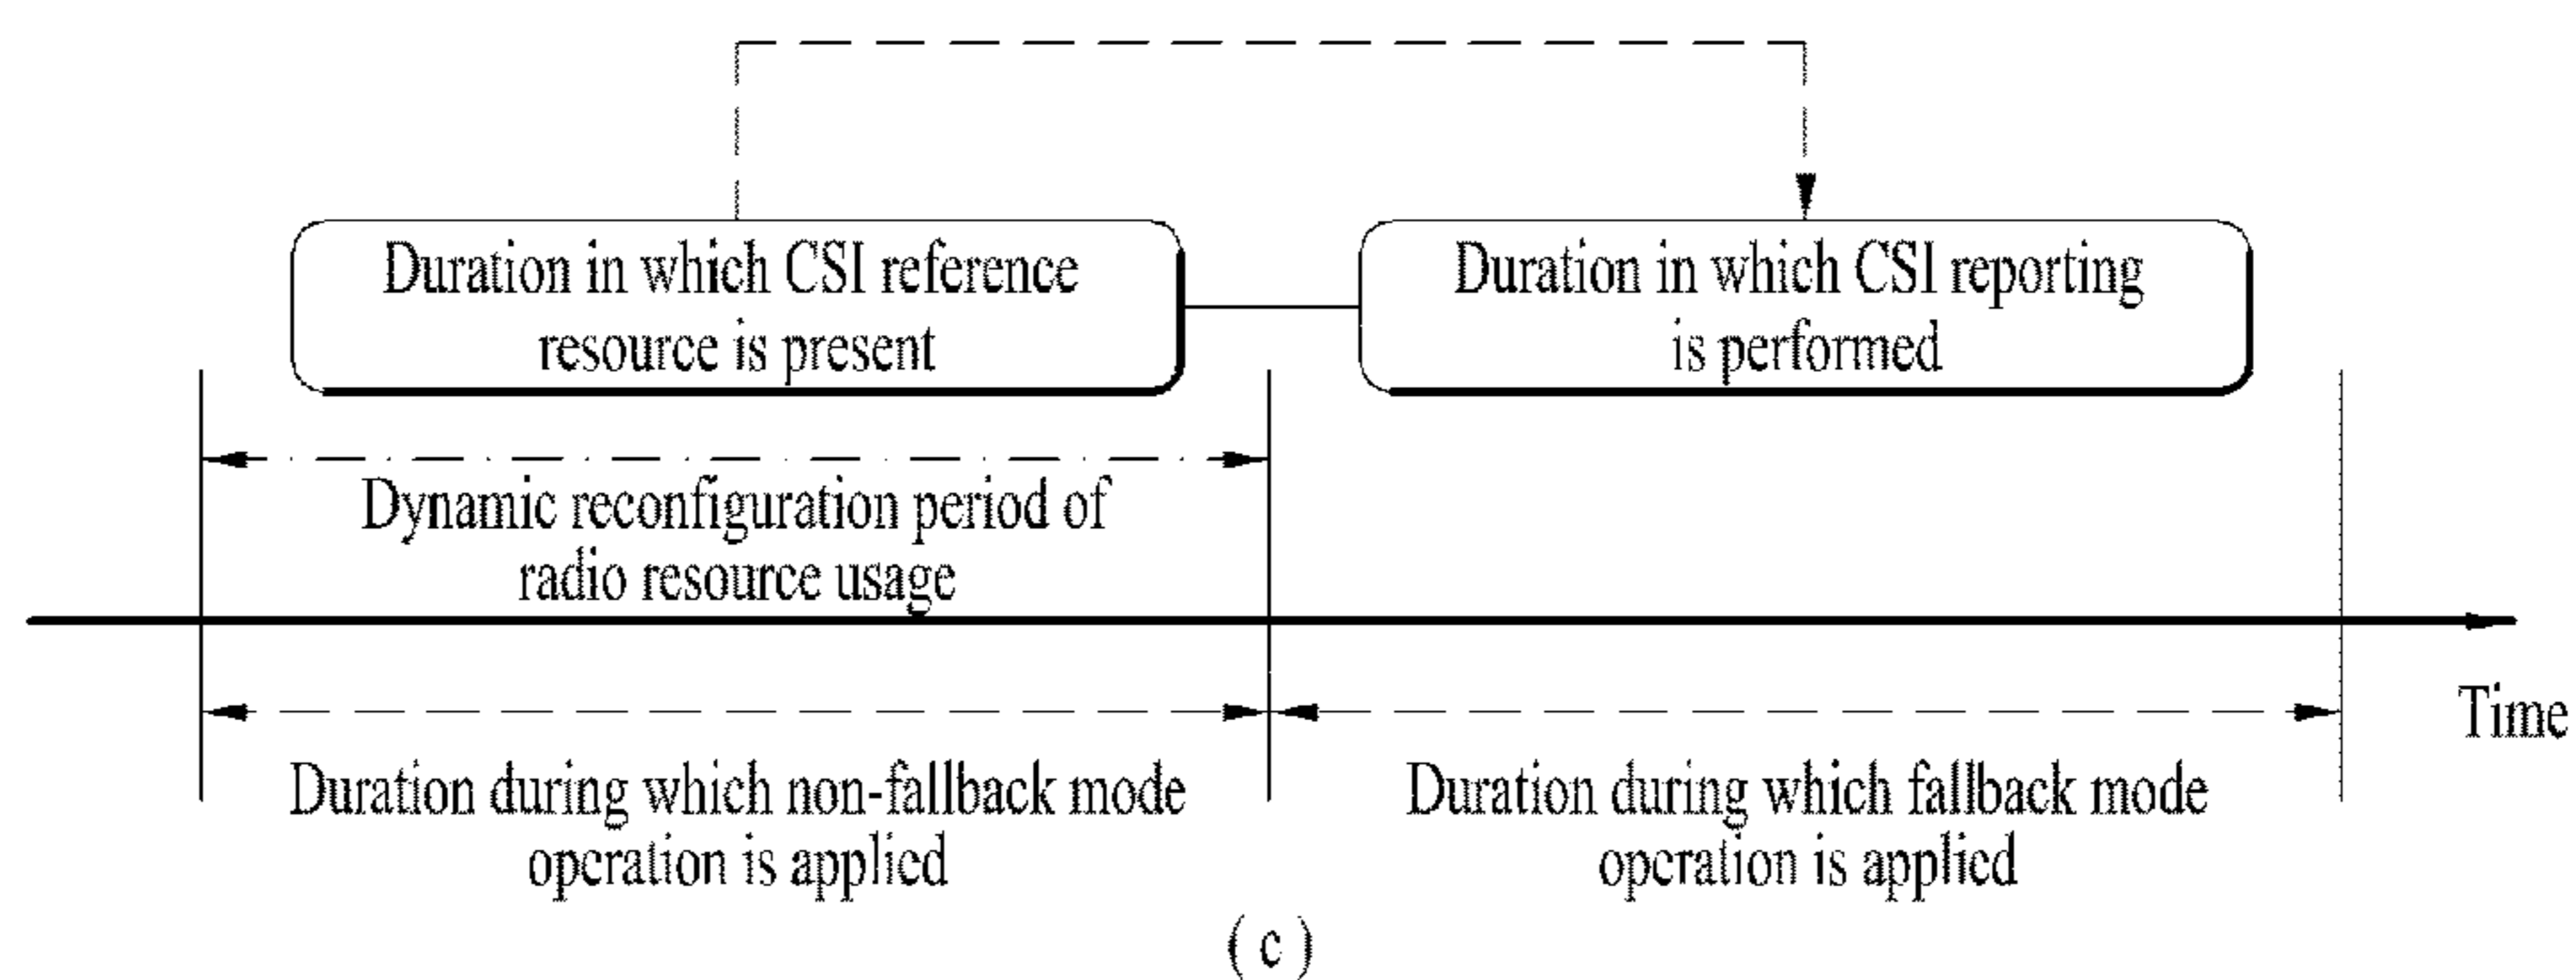 Duration in which CSI reference
resource is present
Duration in which CSI reporting
is performed
Dynamic reconfiguration period of
radio resource usage
Time
Duration during which non-fallback mode
operation is applied
Duration during which fallback mode
operation is applied
( c )